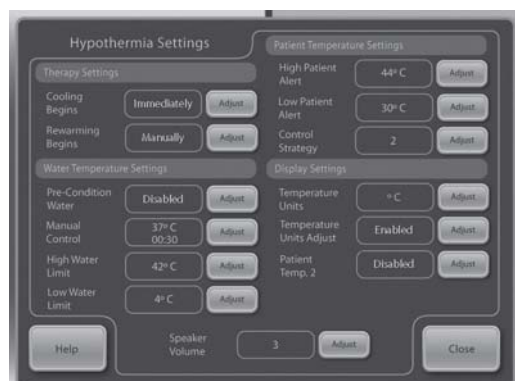 Hypothermia Settings
Therapy Settings
Cooling Begins
Immediately
Adjust
Rewarming Begins
Manually
Adjust
Water Temperature Settings
Pre-Condition Water
Disabled
Adjust
Manual Control
37° C
00:30
Adjust
High Water Limit
42° C
Adjust
Low Water Limit
4° C
Adjust
Patient Temperature Settings
High Patient Alert
44° C
Adjust
Low Patient Alert
30° C
Adjust
Control Strategy
2
Adjust
Display Settings
Temperature Units
° C
Adjust
Temperature Units Adjust
Enabled
Adjust
Patient Temp. 2
Disabled
Adjust
Help
Speaker Volume
3
Adjust
Close